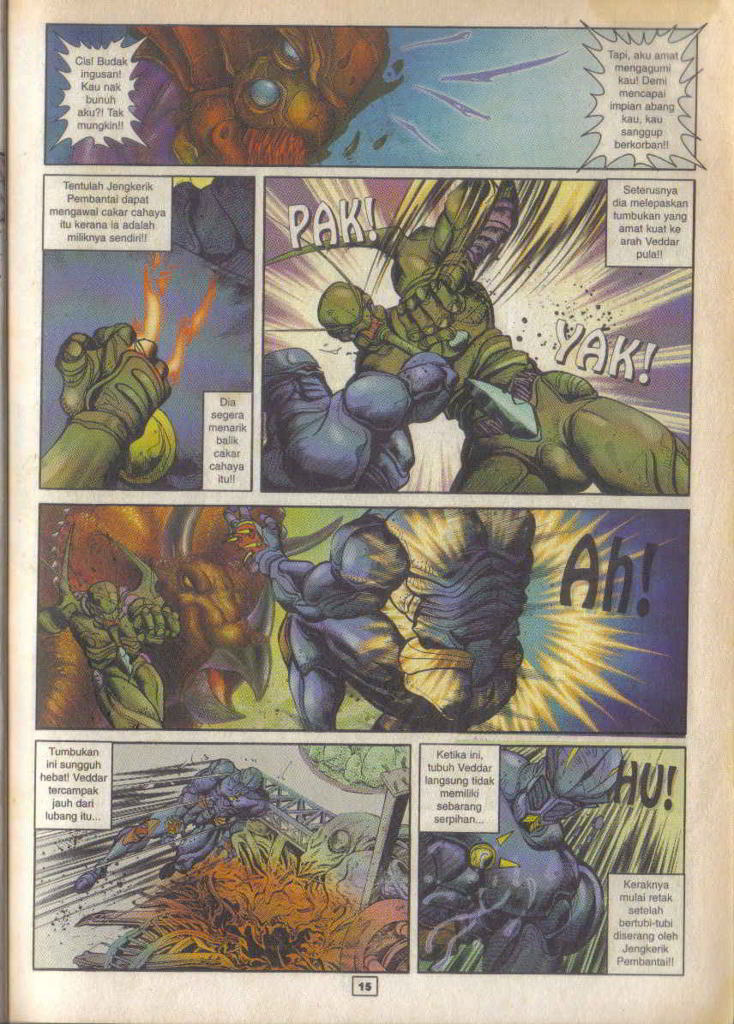 Cis! Budak
ingusan!
Kau nak
bunuh
aku?! Tak
mungkin!!
Tapi, aku amat
mengagumi
kau! Demi
mencapai
impian abang
kau, kau
sanggup
berkorban!!
Tentulah Jengkerik
Pembantai dapat
mengawal cakar cahaya
itu kerana ia adalah
miliknya sendiri!!
Dia
segera
menarik
balik
cakar
cahaya
itu!!
PAK!
Seterusnya
dia melepaskan
tumbukan yang
amat kuat ke
arah Veddar
pula!!
YAK!
Ah!
Tumbukan
ini sungguh
hebat! Veddar
tercampak
jauh dari
lubang itu...
Ketika ini,
tubuh Veddar
langsung tidak
memiliki
sebarang
serpihan...
HU!
Keraknya
mulai retak
setelah
bertubi-tubi
diserang oleh
Jengkerik
Pembantai!!
15